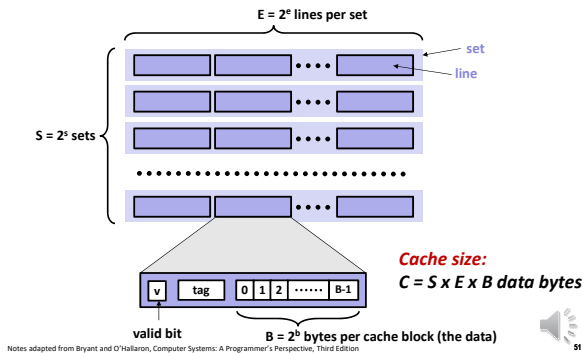 E = 2ᵉ lines per set
set
line
S = 2ˢ sets
Cache size:
C = S x E x B data bytes
v tag 0 1 2 •••••• B-1
valid bit
B = 2ᵇ bytes per cache block (the data)
Notes adapted from Bryant and O'Hallaron, Computer Systems: A Programmer's Perspective, Third Edition
51